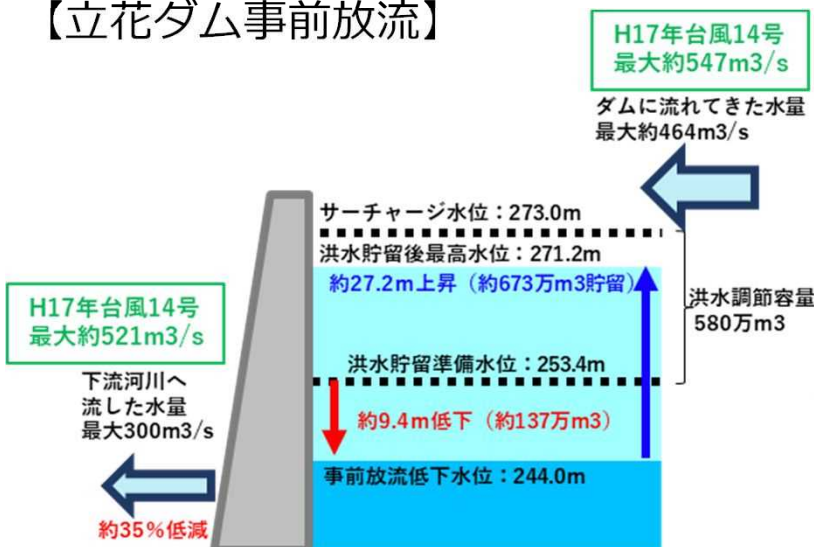 【立花ダム事前放流】
H17年台風14号
最大約547m3/s
ダムに流れてきた水量
最大約464m3/s
サーチャージ水位：273.0m
洪水貯留後最高水位：271.2m
約27.2m上昇（約673万m3貯留）
洪水調節容量
580万m3
H17年台風14号
最大約521m3/s
洪水貯留準備水位：253.4m
下流河川へ
流した水量
最大300m3/s
約9.4m低下（約137万m3）
事前放流低下水位：244.0m
約35%低減